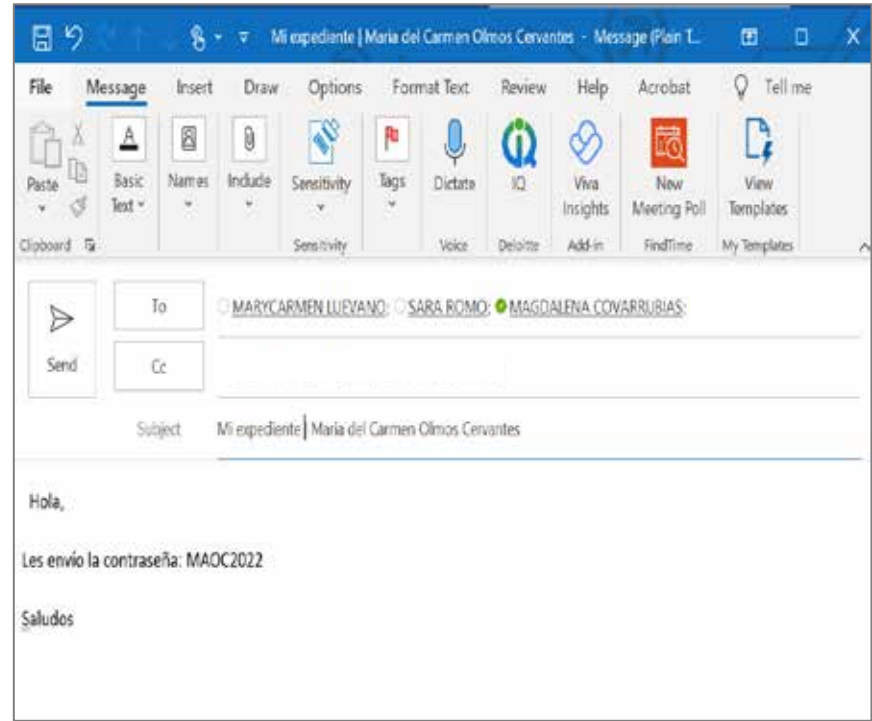 Mi expediente | Maria del Carmen Olmos Cervantes - Message (Plain T...
File Message Insert Draw Options Format Text Review Help Acrobat Tell me
Paste
Basic Text
Names
Include
Sensitivity
Tags
Dictate
IQ
Viva Insights
New Meeting Poll
View Templates
Clipboard Sensitivity Voice Deloitte Add-in FindTime My Templates
Send
To MARYCARMEN LUEVANO; SARA ROMO; MAGDALENA COVARRUBIAS;
Cc
Subject Mi expediente | Maria del Carmen Olmos Cervantes
Hola,
Les envío la contraseña: MAOC2022
Saludos